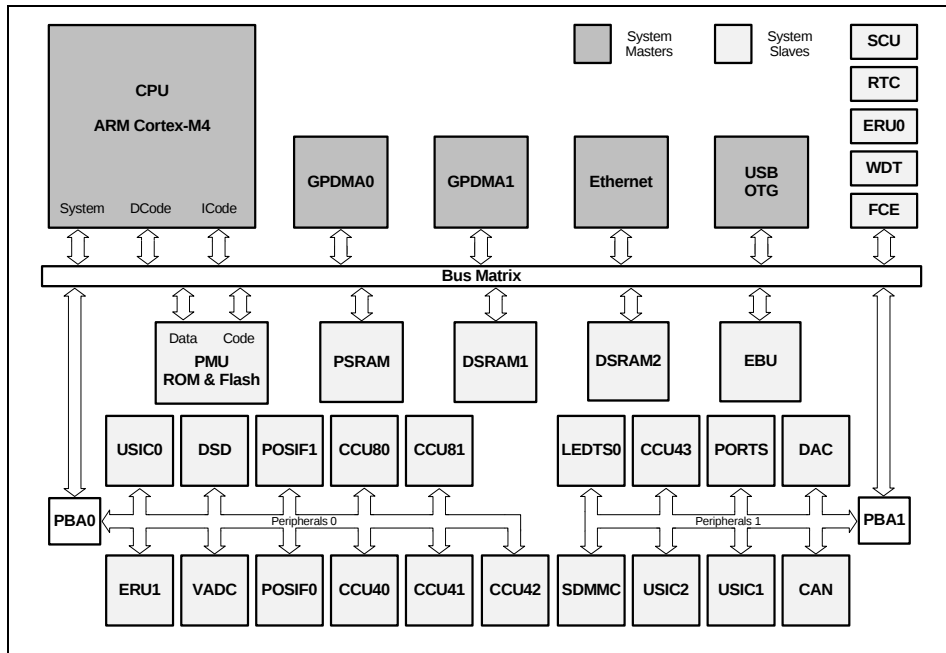 System
Masters
System
Slaves
SCU
CPU
ARM Cortex-M4
RTC
ERU0
GPDMA0
GPDMA1
Ethernet
USB
OTG
WDT
System
DCode
ICode
FCE
Bus Matrix
Data
Code
PMU
ROM & Flash
PSRAM
DSRAM1
DSRAM2
EBU
USIC0
DSD
POSIF1
CCU80
CCU81
LEDTS0
CCU43
PORTS
DAC
PBA0
Peripherals 0
Peripherals 1
PBA1
ERU1
VADC
POSIF0
CCU40
CCU41
CCU42
SDMMC
USIC2
USIC1
CAN